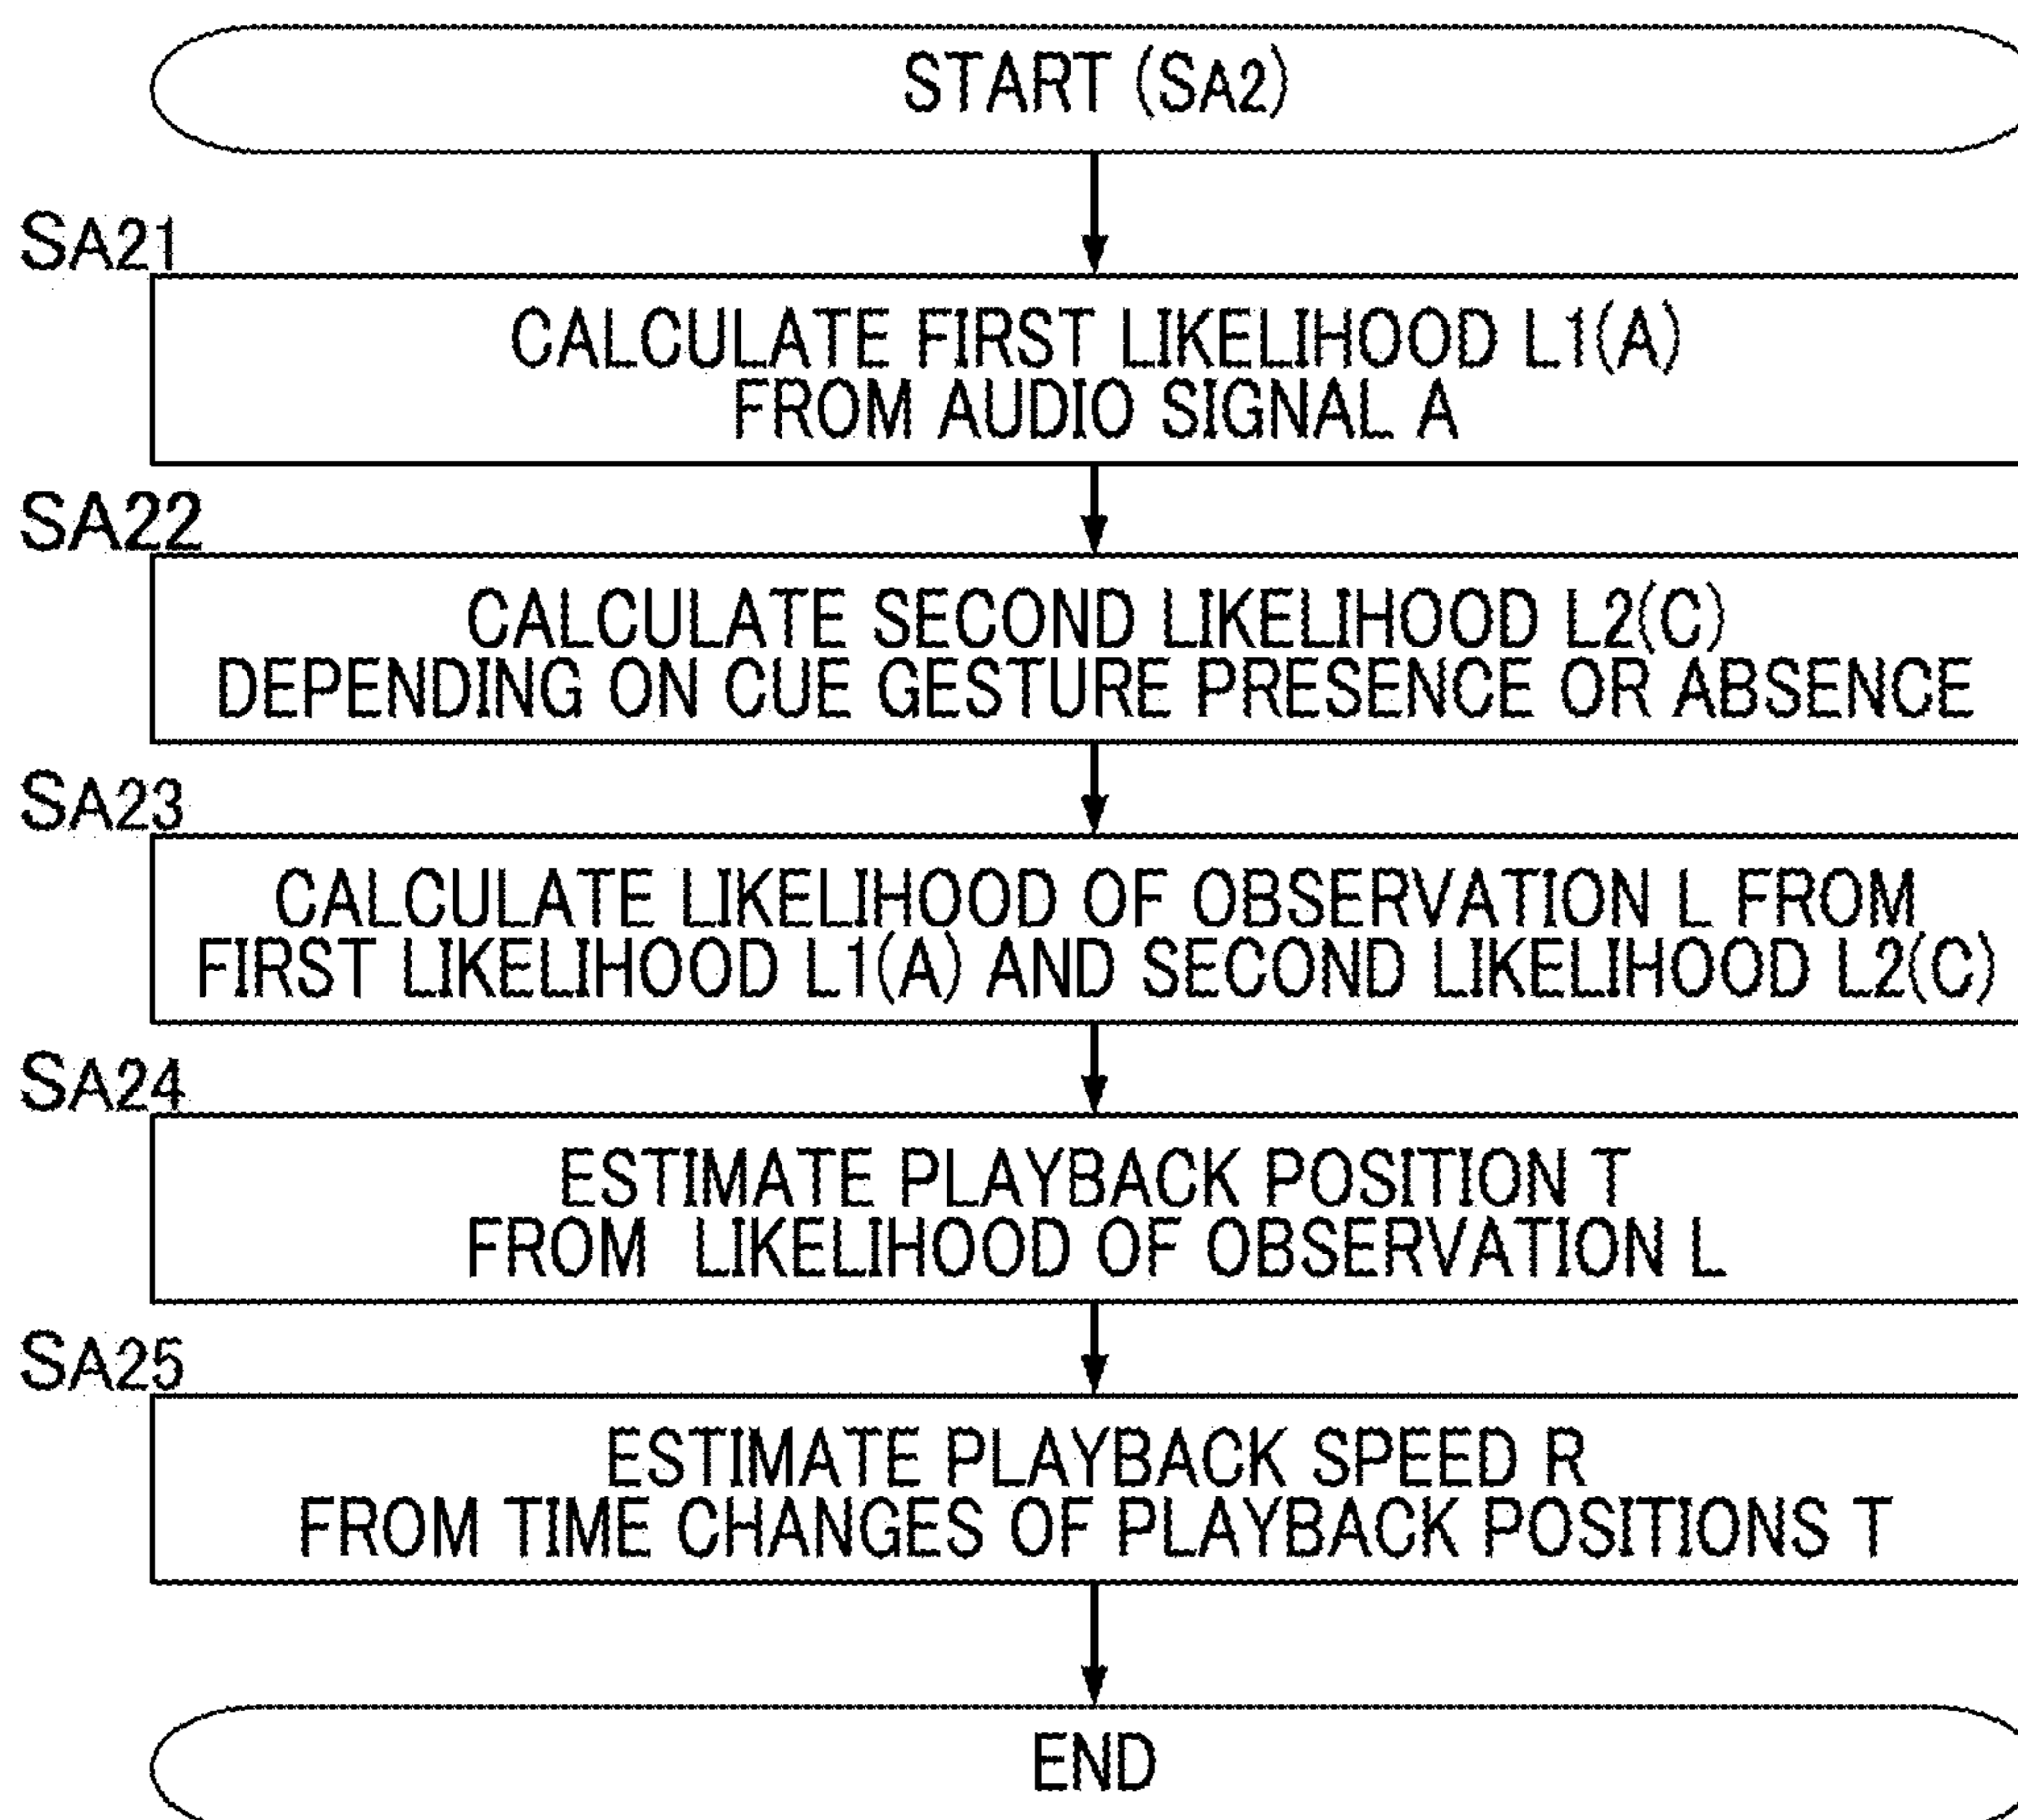 START (SA2)
SA21
CALCULATE FIRST LIKELIHOOD L1(A)
FROM AUDIO SIGNAL A
SA22
CALCULATE SECOND LIKELIHOOD L2(C)
DEPENDING ON CUE GESTURE PRESENCE OR ABSENCE
SA23
CALCULATE LIKELIHOOD OF OBSERVATION L FROM
FIRST LIKELIHOOD L1(A) AND SECOND LIKELIHOOD L2(C)
SA24
ESTIMATE PLAYBACK POSITION T
FROM LIKELIHOOD OF OBSERVATION L
SA25
ESTIMATE PLAYBACK SPEED R
FROM TIME CHANGES OF PLAYBACK POSITIONS T
END